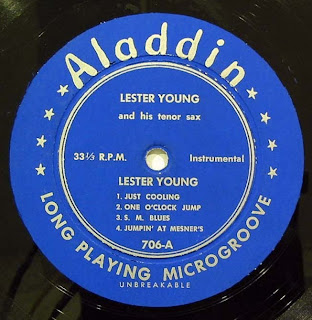 Aladdin
LESTER YOUNG
and his tenor sax
33⅓ R.P.M. Instrumental
LESTER YOUNG
1. JUST COOLING
2. ONE O'CLOCK JUMP
3. S. M. BLUES
4. JUMPIN' AT MESNER'S
706-A
LONG PLAYING MICROGROOVE
UNBREAKABLE